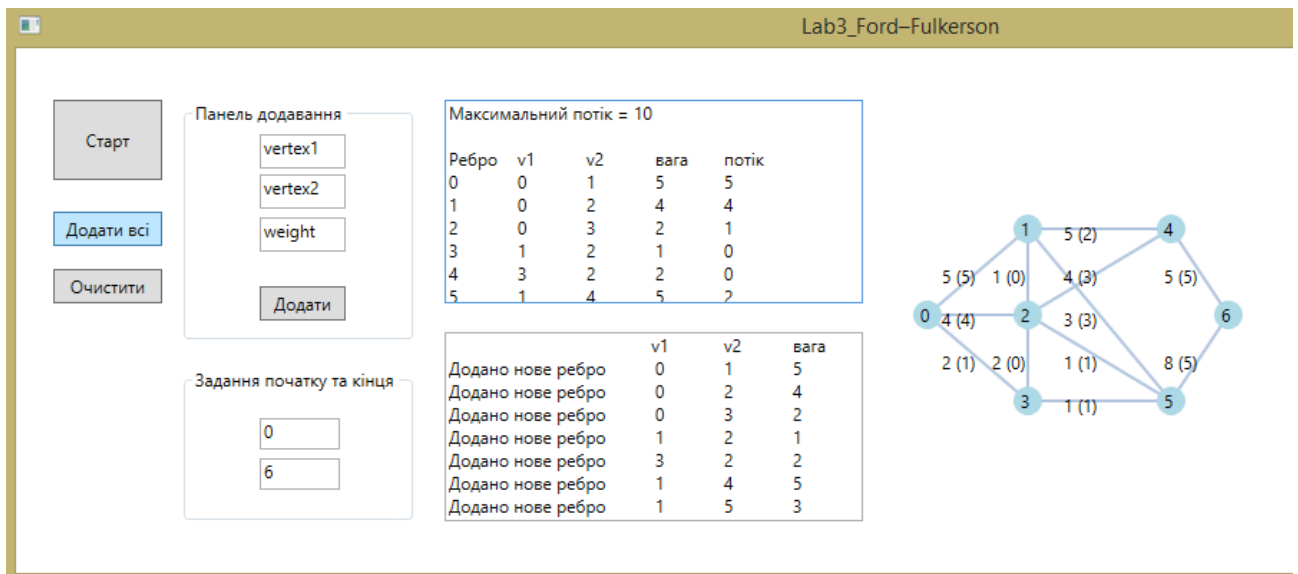 Lab3_Ford–Fulkerson
Старт
Додати всі
Очистити
Панель додавання
vertex1
vertex2
weight
Додати
Задання початку та кінця
0
6
Максимальний потік = 10
Ребро v1 v2 вага потік
0 0 1 5 5
1 0 2 4 4
2 0 3 2 1
3 1 2 1 0
4 3 2 2 0
5 1 4 5 2
v1 v2 вага
Додано нове ребро 0 1 5
Додано нове ребро 0 2 4
Додано нове ребро 0 3 2
Додано нове ребро 1 2 1
Додано нове ребро 3 2 2
Додано нове ребро 1 4 5
Додано нове ребро 1 5 3
1 5 (2) 4
5 (5) 1 (0) 4 (3) 5 (5)
0 4 (4) 2 3 (3) 6
2 (1) 2 (0) 1 (1) 8 (5)
3 1 (1) 5